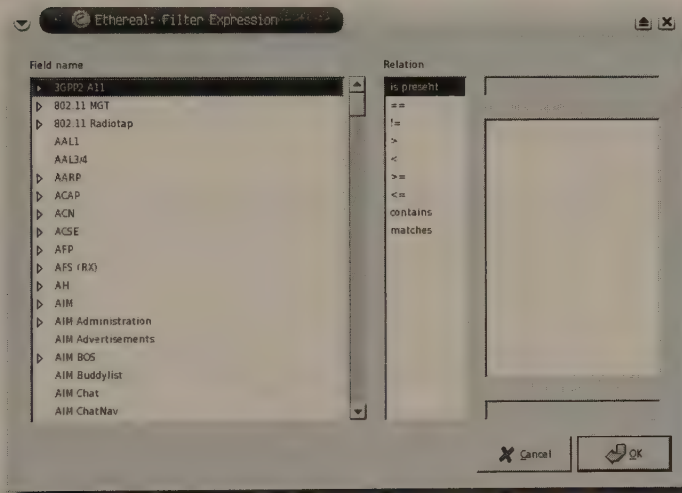 Ethereal: Filter Expression
Field name
3GPP2 A11
802.11 MGT
802.11 Radiotap
AAL1
AAL3/4
AARP
ACAP
ACN
ACSE
AFP
AFS (RX)
AH
AIM
AIM Administration
AIM Advertisements
AIM BOS
AIM Buddylist
AIM Chat
AIM ChatNav
Relation
is present
==
!=
>
<
>=
<=
contains
matches
Cancel
OK